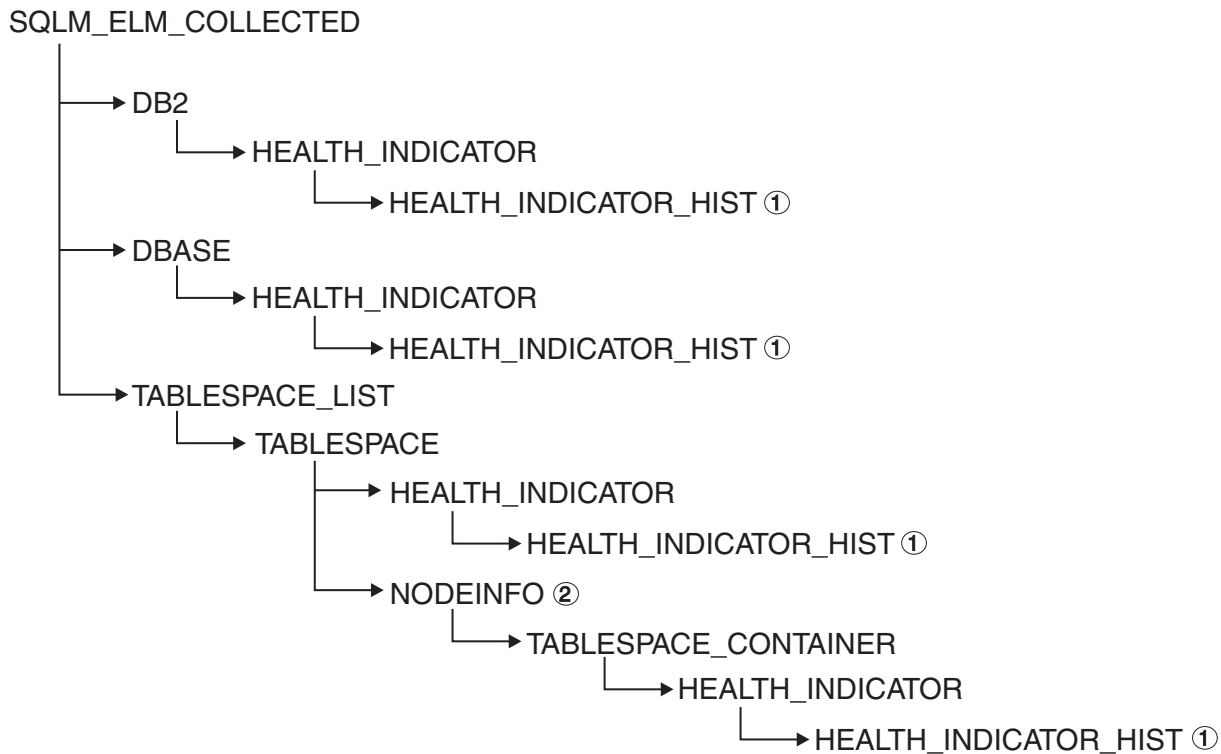 SQLM_ELM_COLLECTED
DB2
HEALTH_INDICATOR
HEALTH_INDICATOR_HIST ①
DBASE
HEALTH_INDICATOR
HEALTH_INDICATOR_HIST ①
TABLESPACE_LIST
TABLESPACE
HEALTH_INDICATOR
HEALTH_INDICATOR_HIST ①
NODEINFO ②
TABLESPACE_CONTAINER
HEALTH_INDICATOR
HEALTH_INDICATOR_HIST ①